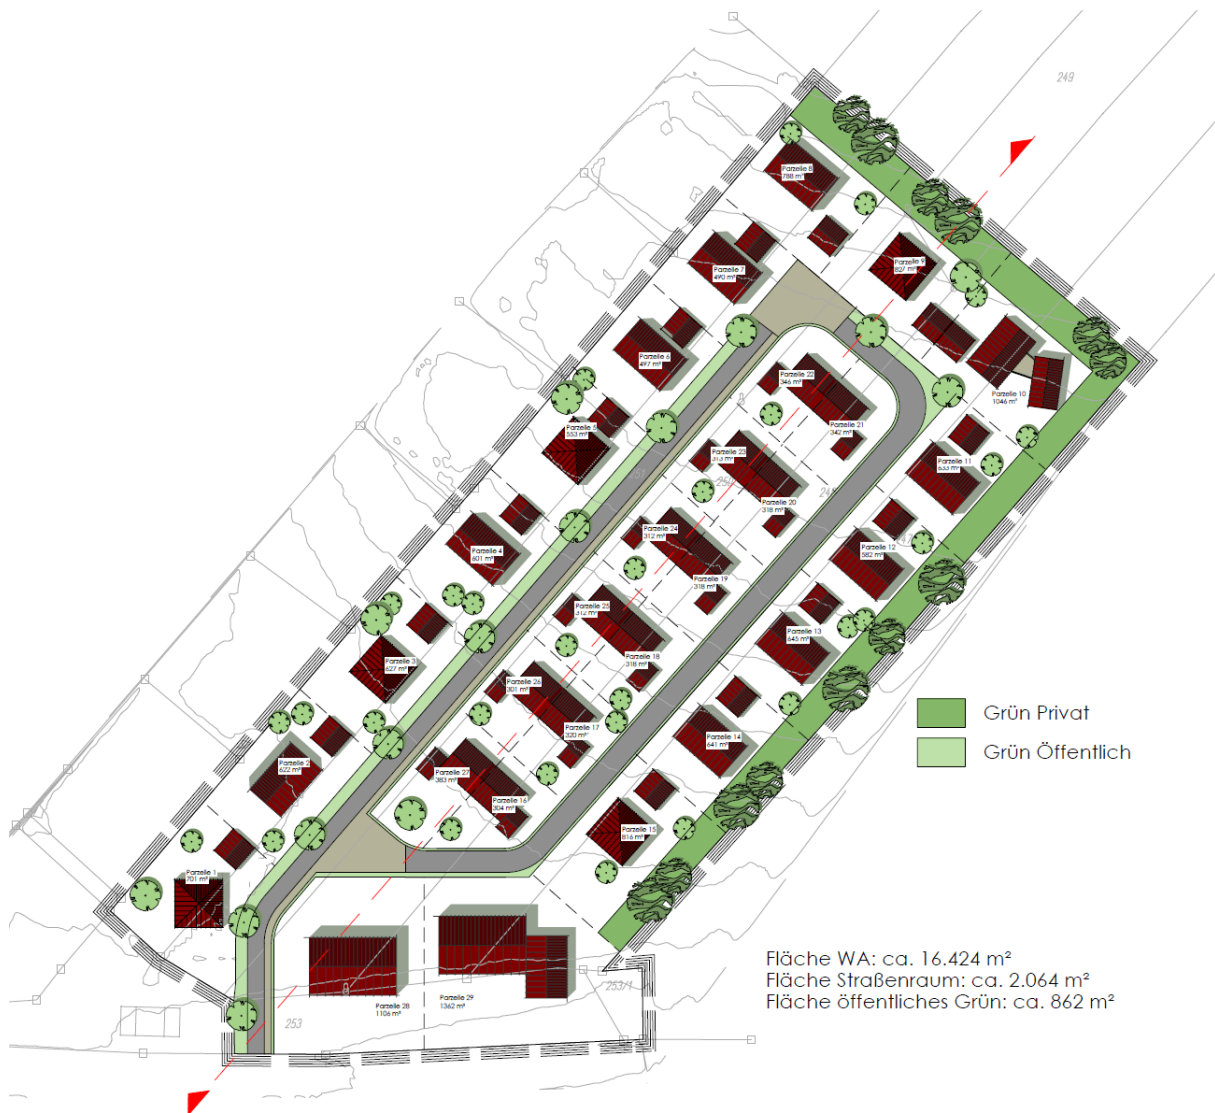 249
Parzelle 8
788 m²
Parzelle 9
827 m²
Parzelle 7
490 m²
Parzelle 6
497 m²
Parzelle 22
346 m²
Parzelle 10
1046 m²
Parzelle 5
553 m²
Parzelle 21
342 m²
Parzelle 23
313 m²
Parzelle 11
633 m²
251
250
Parzelle 20
318 m²
Parzelle 24
312 m²
Parzelle 4
601 m²
Parzelle 12
582 m²
Parzelle 19
318 m²
Parzelle 25
312 m²
Parzelle 13
645 m²
Parzelle 3
627 m²
Parzelle 18
318 m²
Parzelle 26
301 m²
Parzelle 17
320 m²
Parzelle 14
641 m²
Grün Privat
Grün Öffentlich
Parzelle 2
622 m²
Parzelle 27
383 m²
Parzelle 16
304 m²
Parzelle 15
816 m²
Parzelle 1
701 m²
Fläche WA: ca. 16.424 m²
Fläche Straßenraum: ca. 2.064 m²
Fläche öffentliches Grün: ca. 862 m²
253/1
Parzelle 28
1106 m²
Parzelle 29
1362 m²
253